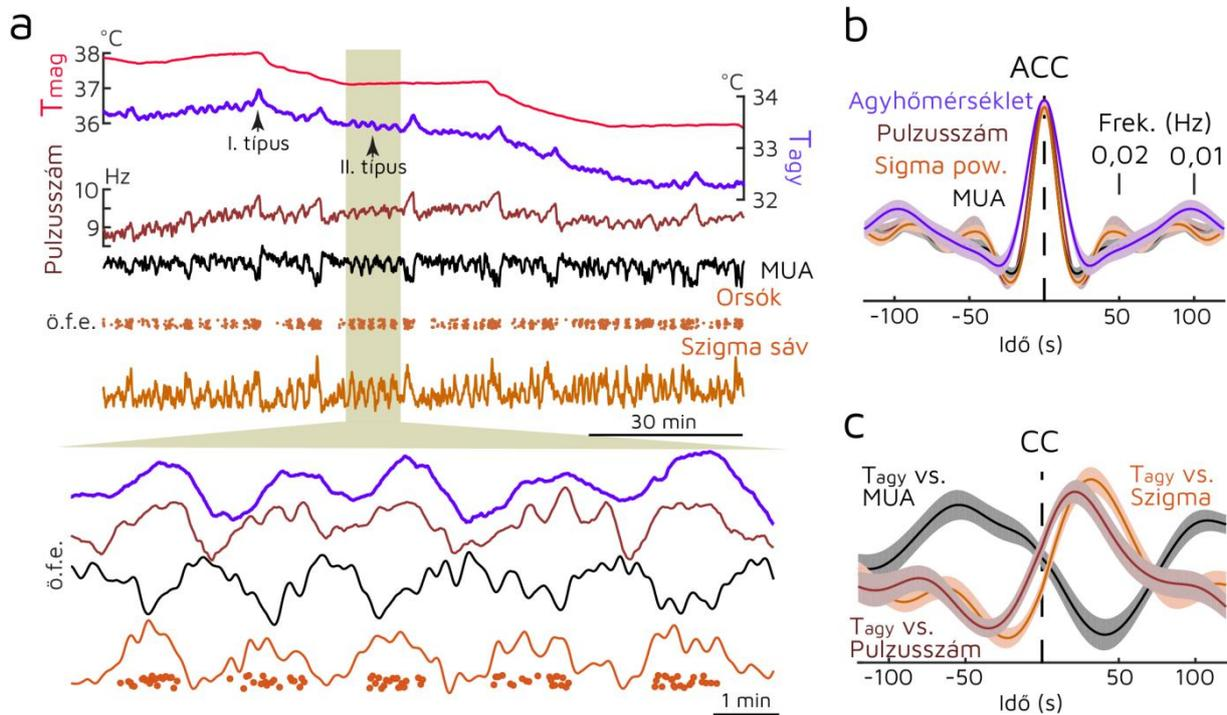 a
°C
38
37
36
Tmag
°C
34
33
32
Tagy
I. típus
II. típus
Hz
10
9
Pulzusszám
MUA
Orsók
ö.f.e.
Szigma sáv
30 min
ö.f.e.
1 min
b
ACC
Agyhőmérséklet
Pulzusszám
Sigma pow.
MUA
Frek. (Hz)
0,02 0,01
-100 -50 50 100
Idő (s)
c
CC
Tagy vs.
MUA
Tagy vs.
Szigma
Tagy vs.
Pulzusszám
-100 -50 50 100
Idő (s)